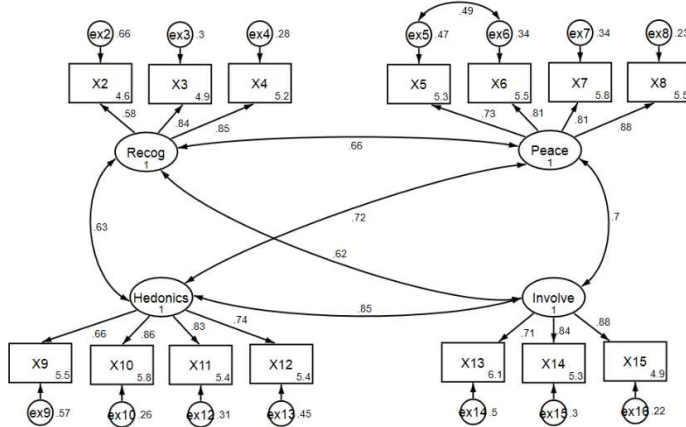 .49
ex2 .66 ex3 .3 ex4 .28 ex5 .47 ex6 .34 ex7 .34 ex8 .23
X2 X3 X4 X5 X6 X7 X8
4.6 4.9 5.2 5.3 5.5 5.8 5.5
.58 .84 .85 .73 .81 .81 .88
Recog .66 Peace
1 1
.72
.63 .62 .7
Hedonics .85 Involve
1 1
.66 .86 .83 .74 .71 .84 .88
X9 X10 X11 X12 X13 X14 X15
5.5 5.8 5.4 5.4 6.1 5.3 4.9
ex9 .57 ex10 .26 ex12 .31 ex13 .45 ex14 .5 ex15 .3 ex16 .22